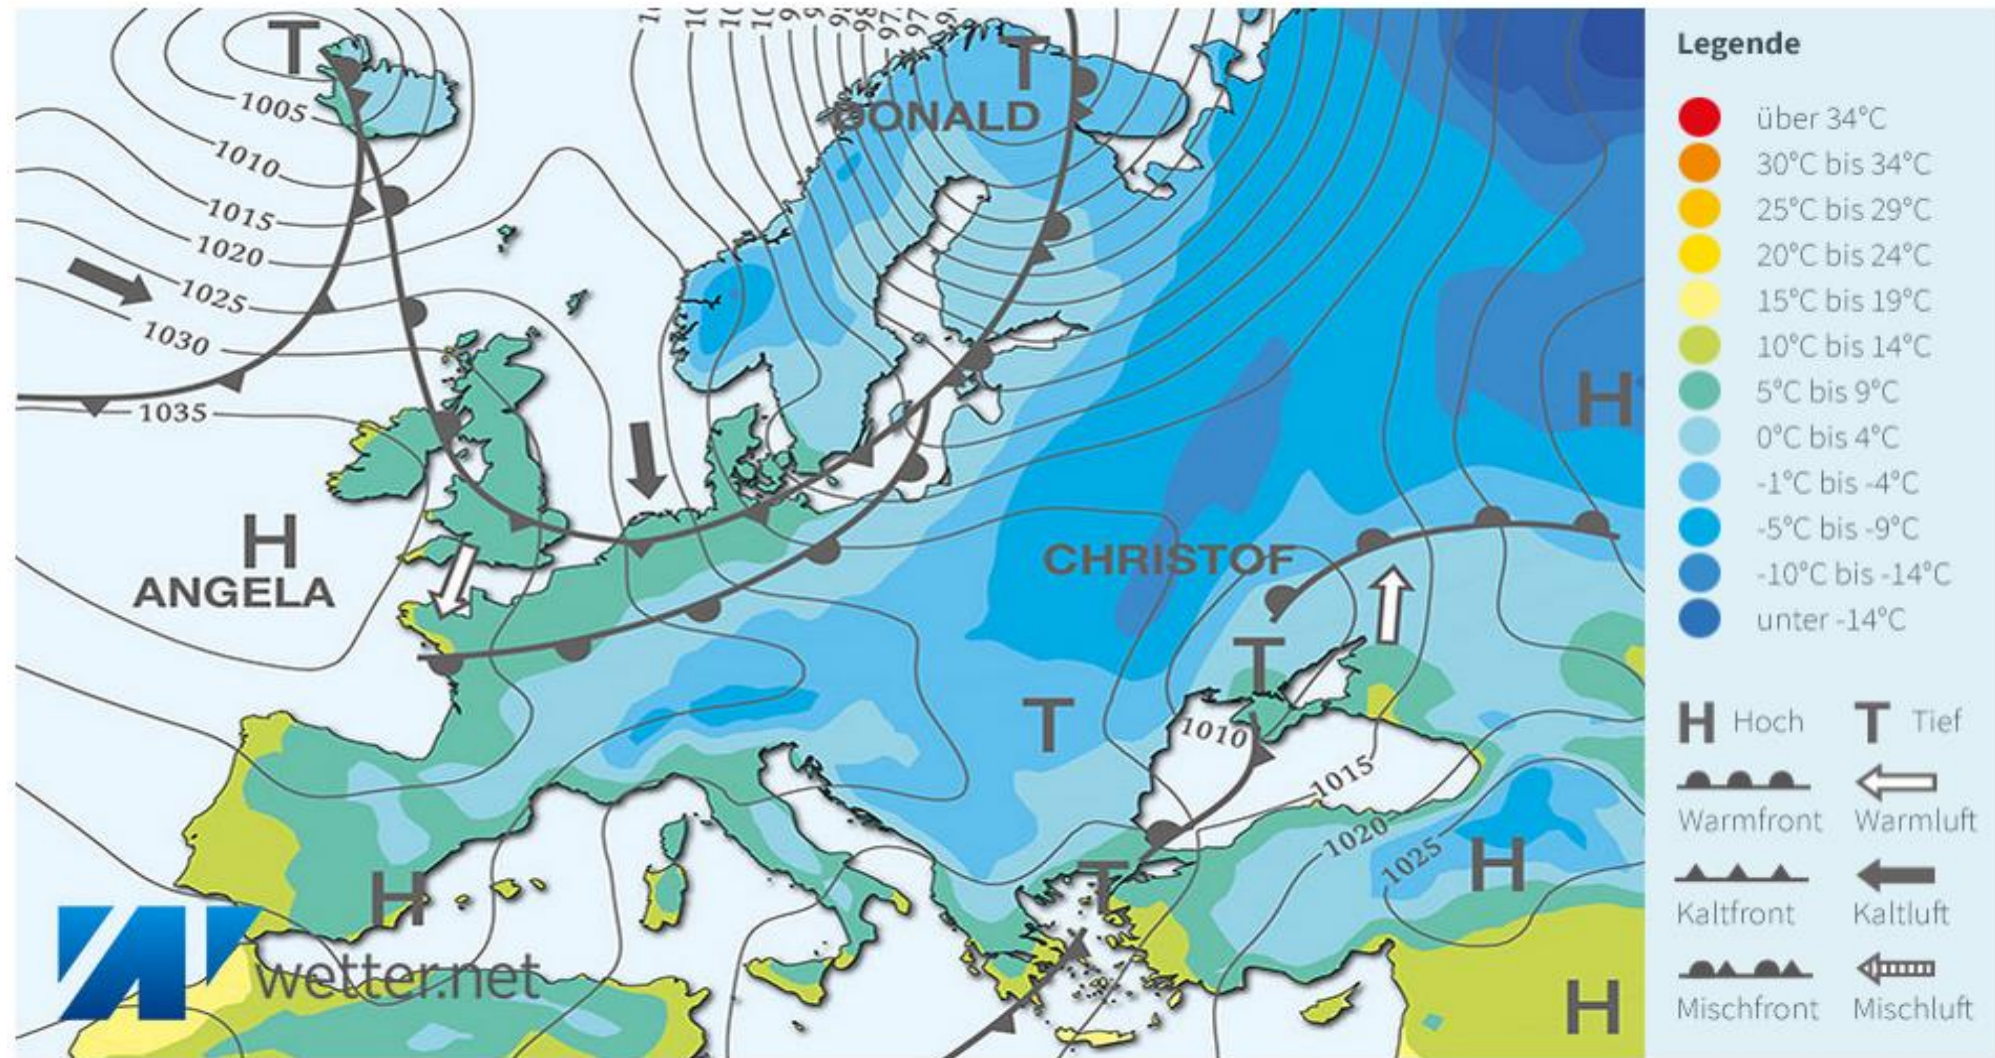 T
1005
1010
1015
1020
1025
1030
1035
T
DONALD
H
H
ANGELA
CHRISTOF
T
T
1010
1015
1020
1025
H
T
H
H
wetter.net
Legende
über 34°C
30°C bis 34°C
25°C bis 29°C
20°C bis 24°C
15°C bis 19°C
10°C bis 14°C
5°C bis 9°C
0°C bis 4°C
-1°C bis -4°C
-5°C bis -9°C
-10°C bis -14°C
unter -14°C
H Hoch T Tief
Warmfront Warmluft
Kaltfront Kaltluft
Mischfront Mischluft